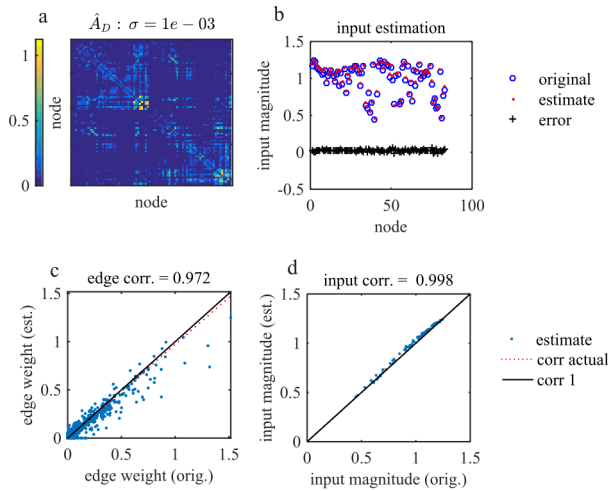 a
Â_D : σ = 1e − 03
1
0.5
0
node
node
b
input estimation
input magnitude
1.5
1
0.5
0
-0.5
0
50
100
node
original
estimate
error
c
edge corr. = 0.972
edge weight (est.)
1.5
1
0.5
0
0
0.5
1
1.5
edge weight (orig.)
d
input corr. = 0.998
input magnitude (est.)
1.5
1
0.5
0
0
0.5
1
1.5
input magnitude (orig.)
estimate
corr actual
corr 1